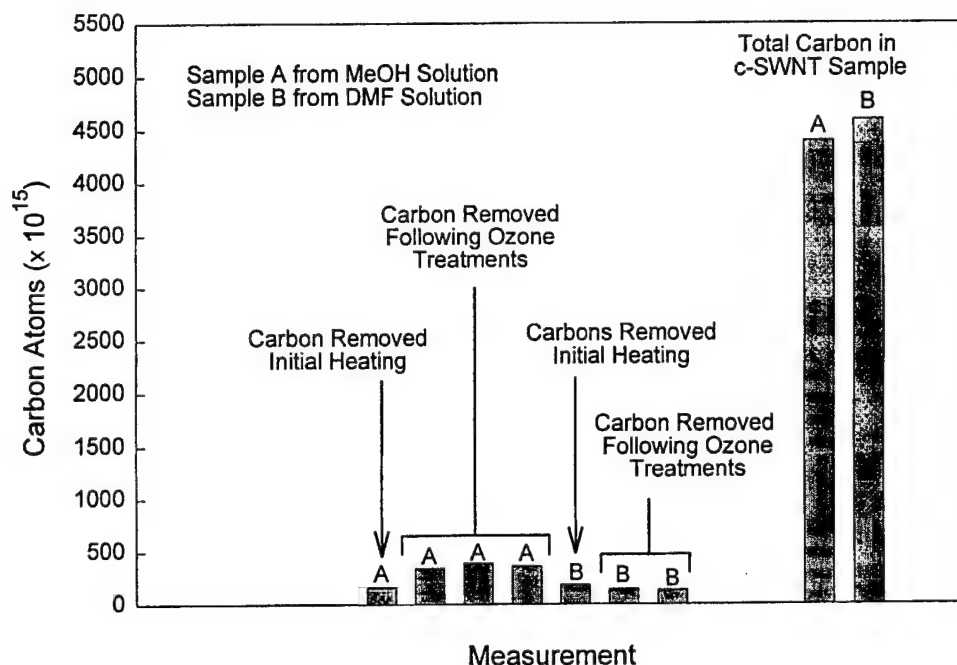 5500
5000
4500
4000
3500
3000
2500
2000
1500
1000
500
0
Carbon Atoms (x 10^15)
Sample A from MeOH Solution
Sample B from DMF Solution
Total Carbon in
c-SWNT Sample
A
B
Carbon Removed
Following Ozone
Treatments
Carbon Removed
Initial Heating
Carbons Removed
Initial Heating
Carbon Removed
Following Ozone
Treatments
A
A
A
A
B
B
B
Measurement